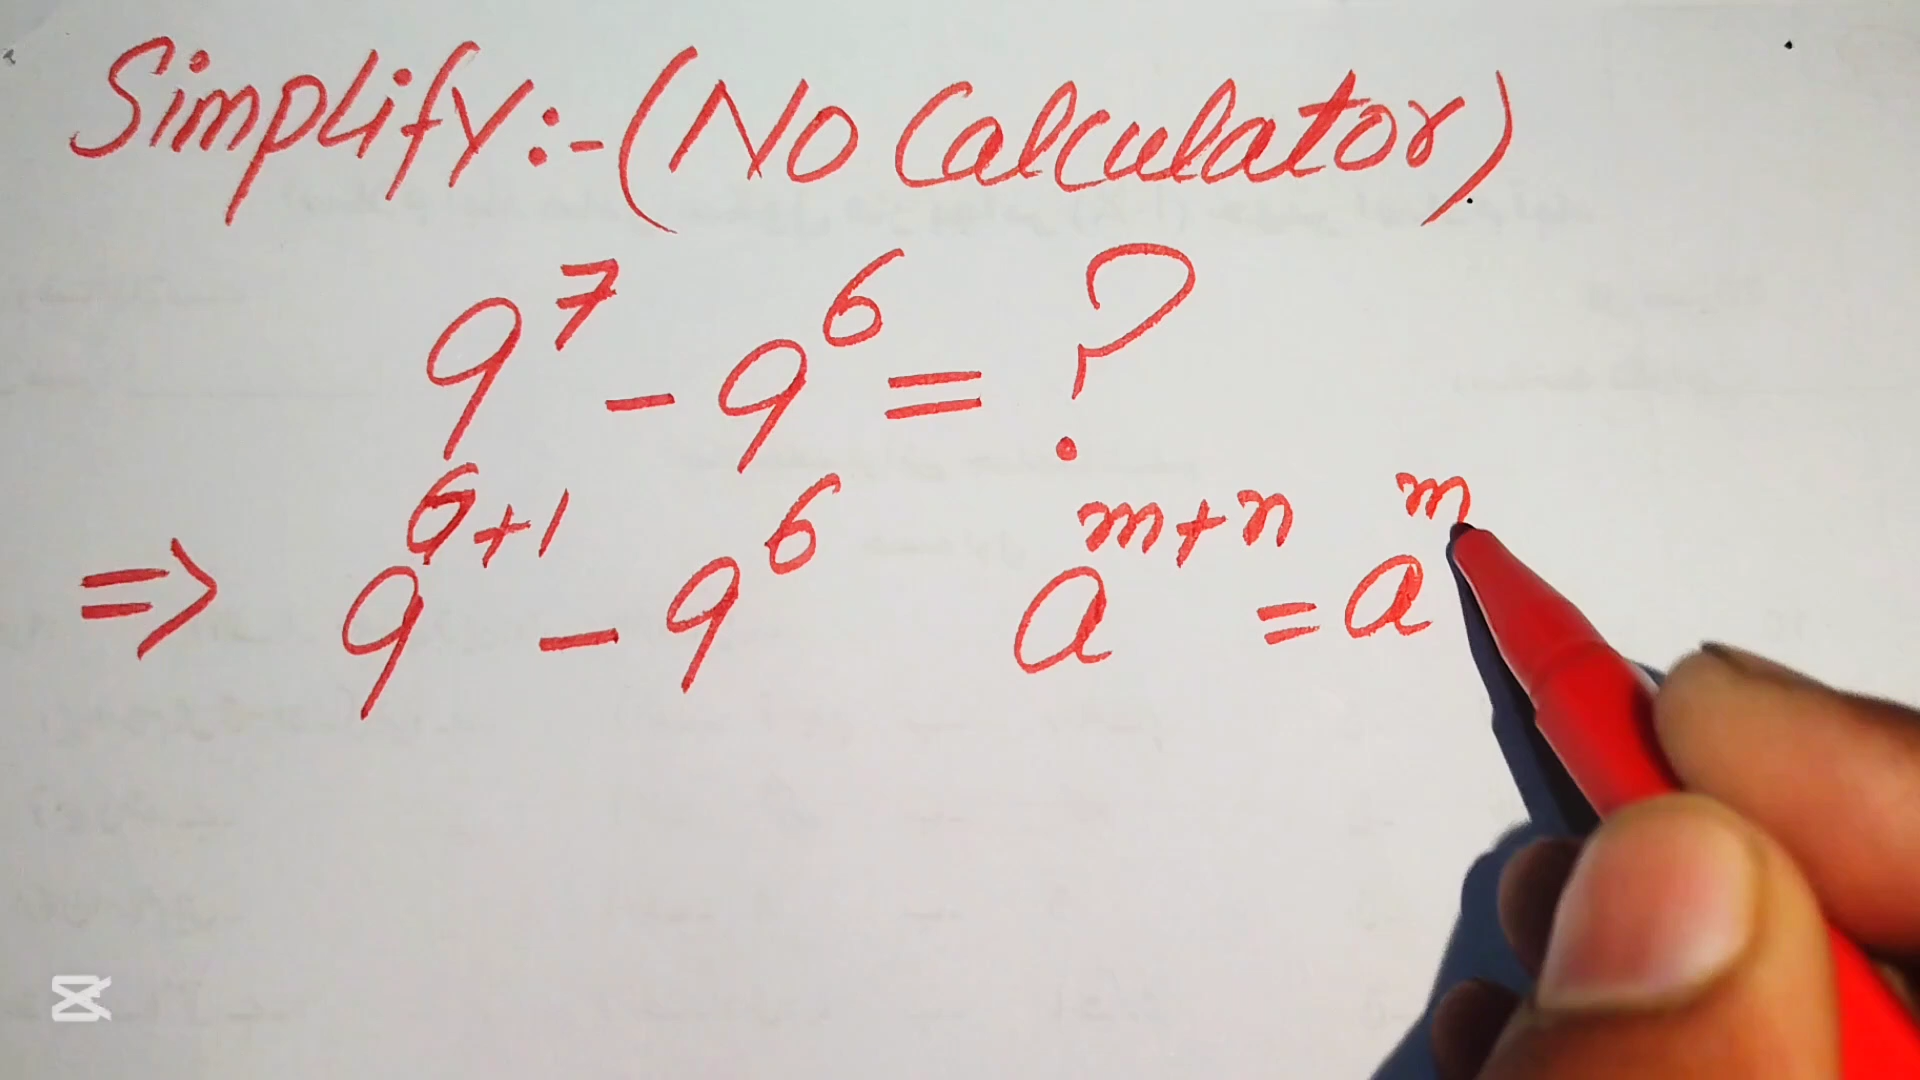 Simplify:-(No Calculator)
9^7 - 9^6 = ?
=> 9^(6+1) - 9^6    a^(m+n) = a^m